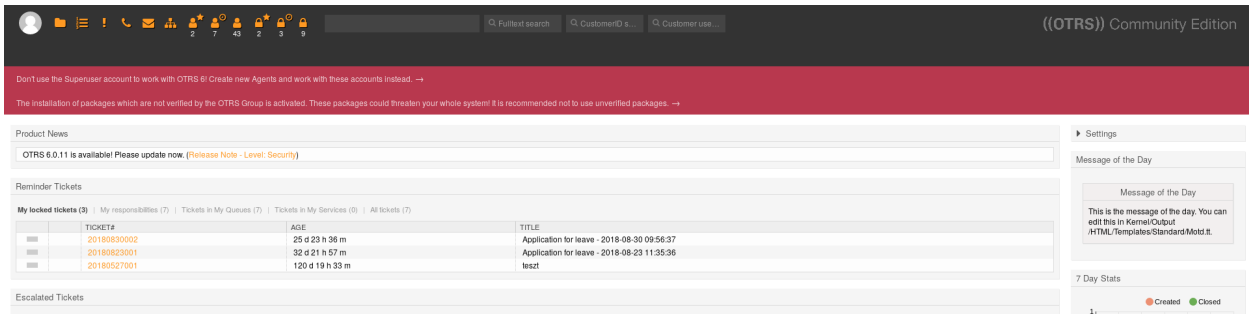 2 7 43 2 3 9
Fulltext search
CustomerID s...
Customer use...
((OTRS)) Community Edition
Don't use the Superuser account to work with OTRS 6! Create new Agents and work with these accounts instead. →
The installation of packages which are not verified by the OTRS Group is activated. These packages could threaten your whole system! It is recommended not to use unverified packages. →
Product News
OTRS 6.0.11 is available! Please update now. (Release Note - Level: Security)
Reminder Tickets
My locked tickets (3) | My responsibilities (7) | Tickets in My Queues (7) | Tickets in My Services (0) | All tickets (7)
TICKET# AGE TITLE
20180830002 25 d 23 h 36 m Application for leave - 2018-08-30 09:56:37
20180823001 32 d 21 h 57 m Application for leave - 2018-08-23 11:35:36
20180527001 120 d 19 h 33 m teszt
Escalated Tickets
Settings
Message of the Day
Message of the Day
This is the message of the day. You can
edit this in Kernel/Output
/HTML/Templates/Standard/Motd.tt.
7 Day Stats
Created Closed
1